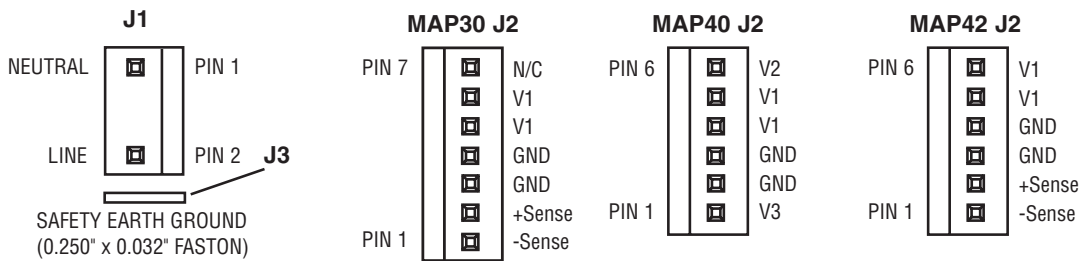 J1
NEUTRAL PIN 1
LINE PIN 2 J3
SAFETY EARTH GROUND
(0.250" x 0.032" FASTON)
MAP30 J2
PIN 7 N/C
V1
V1
GND
GND
+Sense
PIN 1 -Sense
MAP40 J2
PIN 6 V2
V1
V1
GND
GND
PIN 1 V3
MAP42 J2
PIN 6 V1
V1
GND
GND
+Sense
PIN 1 -Sense